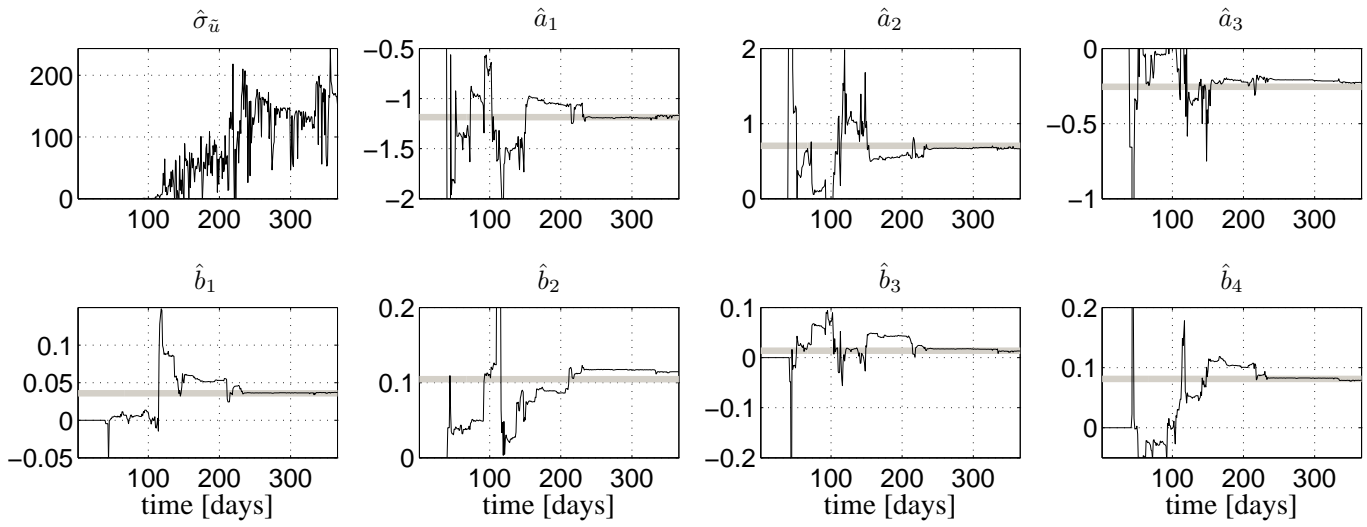 σ̂ũ â1 â2 â3
200 −0.5 2 0
100 −1 1 −0.5
−1.5
0 −2 0 −1
100 200 300 100 200 300 100 200 300 100 200 300
b̂1 b̂2 b̂3 b̂4
0.1 0.2 0.1 0.2
0.05 0.1 0 0.1
0 −0.1 0
−0.05 0 −0.2
100 200 300 100 200 300 100 200 300 100 200 300
time [days] time [days] time [days] time [days]